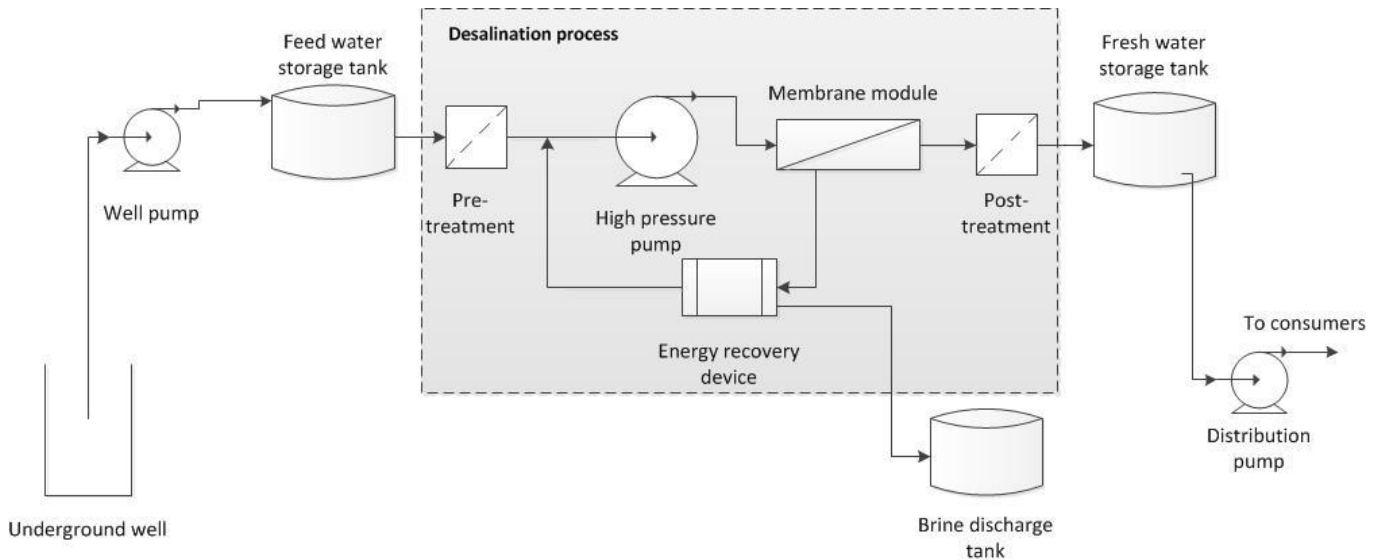 Desalination process
Feed water
storage tank
Fresh water
storage tank
Membrane module
Well pump
Pre-
treatment
High pressure
pump
Post-
treatment
To consumers
Energy recovery
device
Distribution
pump
Underground well
Brine discharge
tank